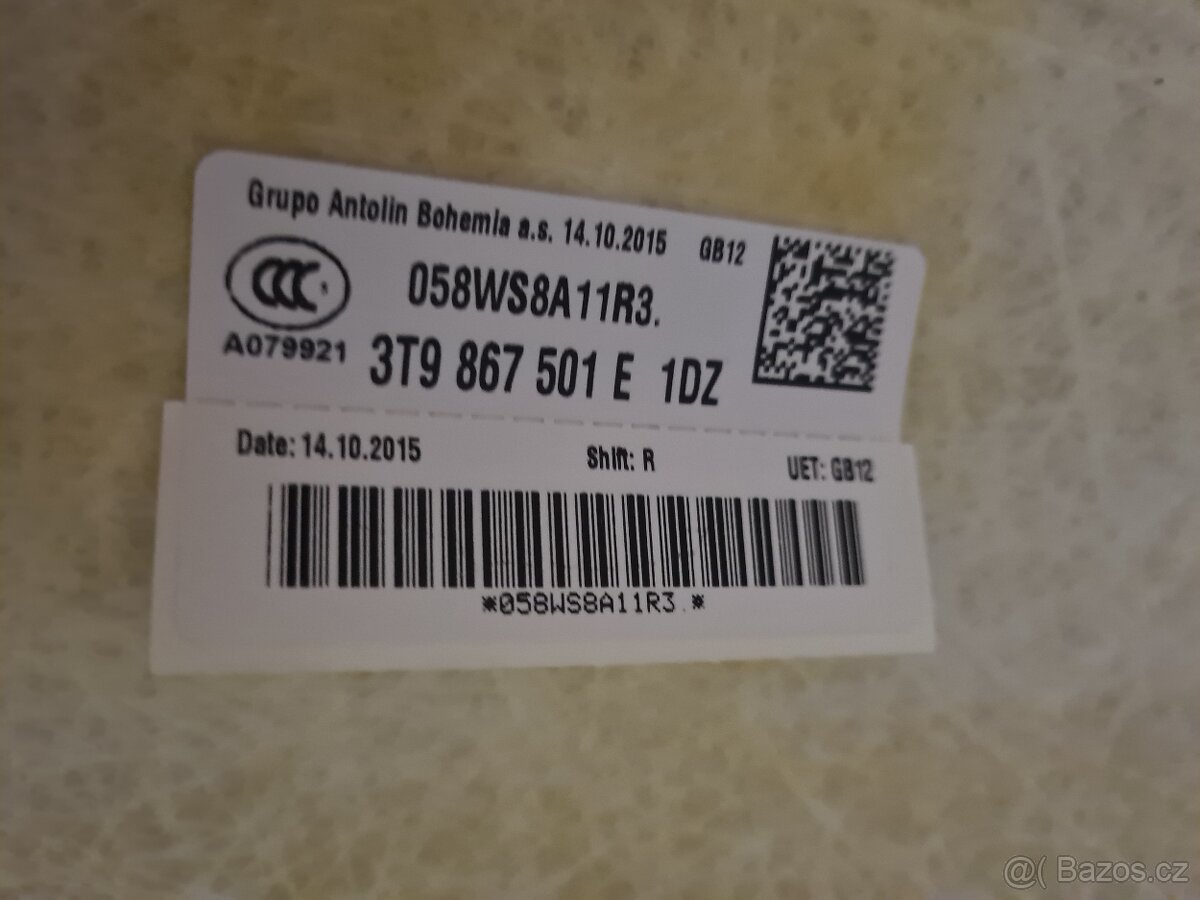 Grupo Antolin Bohemia a.s. 14.10.2015 GB12
CCC
058WS8A11R3.
A079921
3T9 867 501 E 1DZ
Date: 14.10.2015 Shift: R UET: GB12
*058WS8A11R3.*
@( Bazos.cz